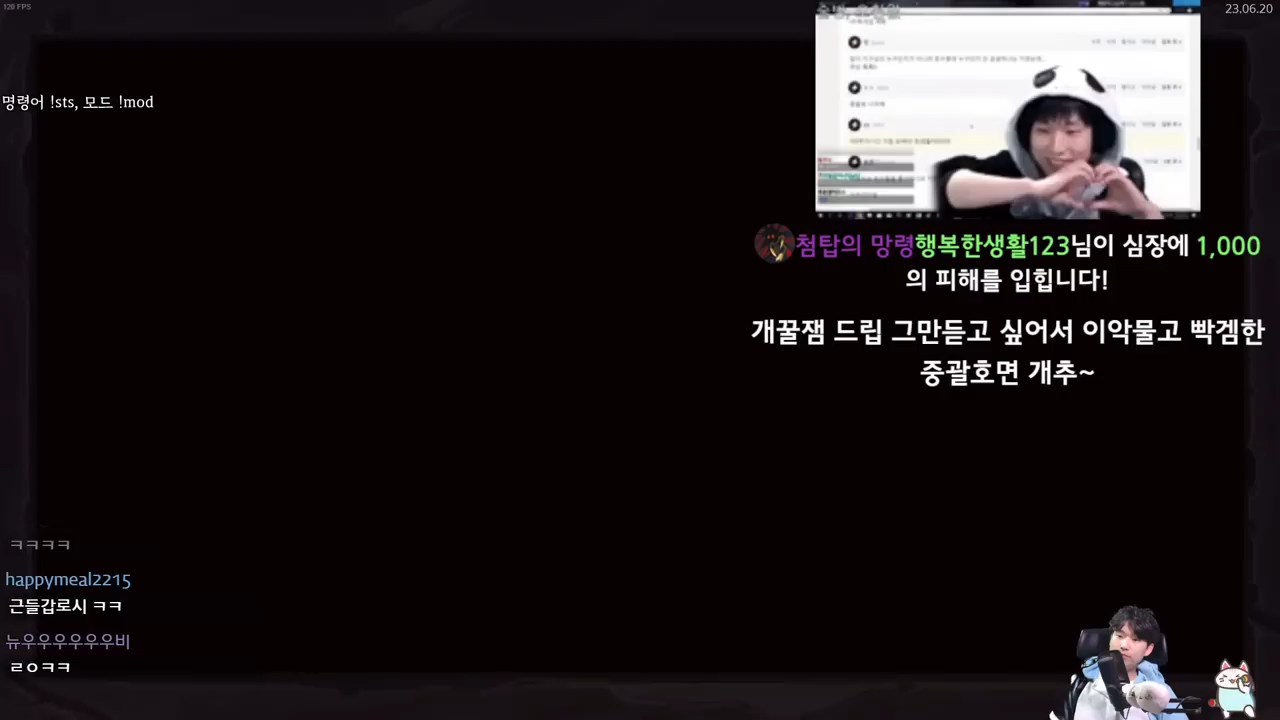 120 FPS
23.06.20
명령어 !sts, 모드 !mod
첨탑의 망령행복한생활123님이 심장에 1,000
의 피해를 입힙니다!
개꿀잼 드립 그만듣고 싶어서 이악물고 빡겜한
중괄호면 개추~
ㅋㅋㅋㅋ
happymeal2215
근들갑로시 ㅋㅋ
뉴우우우우우우비
ㄹㅇㅋㅋ